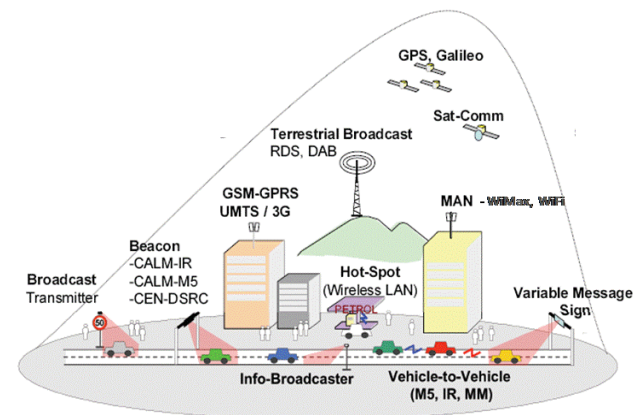 GPS, Galileo
Sat-Comm
Terrestrial Broadcast
RDS, DAB
GSM-GPRS
UMTS / 3G
MAN - WiMax, WiFi
Beacon
-CALM-IR
-CALM-M5
-CEN-DSRC
Hot-Spot
(Wireless LAN)
Broadcast
Transmitter
Variable Message
Sign
PETROL
50
Info-Broadcaster
Vehicle-to-Vehicle
(M5, IR, MM)